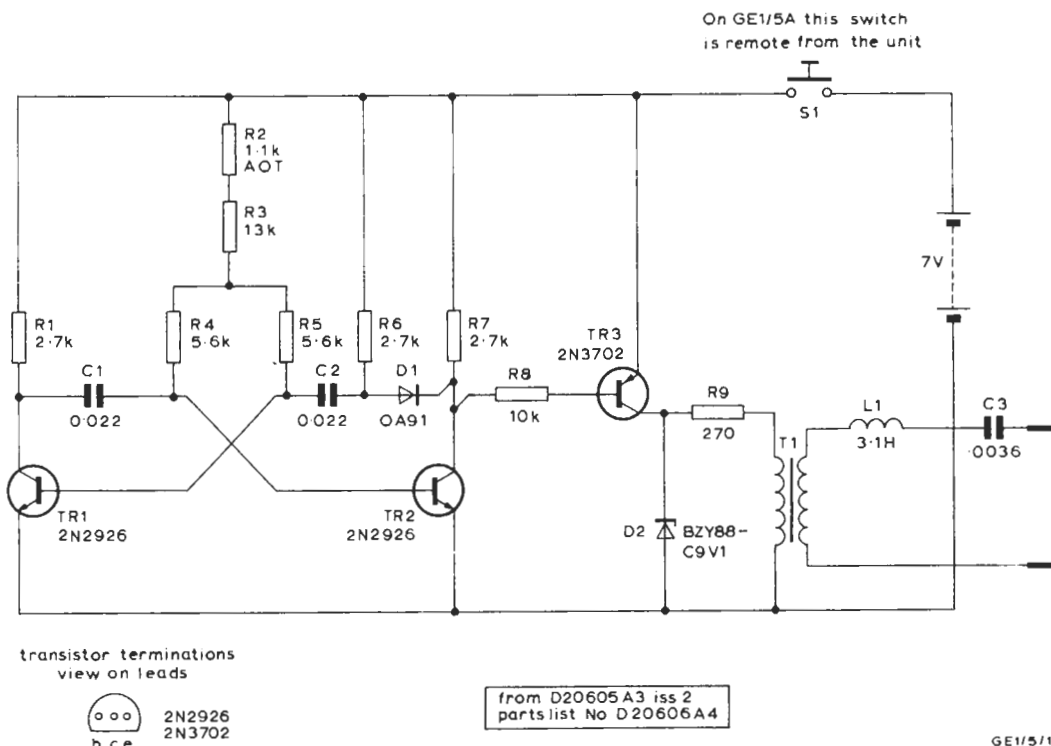 On GE1/5A this switch
is remote from the unit
S1
R2
1·1k
AOT
R3
13k
7V
R1
2·7k
R4
5·6k
R5
5·6k
R6
2·7k
R7
2·7k
TR3
2N3702
C1
0·022
C2
0·022
D1
OA91
R8
10k
R9
270
T1
L1
3·1H
C3
·0036
TR1
2N2926
TR2
2N2926
D2
BZY88-
C9V1
transistor terminations
view on leads
2N2926
2N3702
b c e
from D20605A3 iss 2
parts list No D20606A4
GE1/5/1